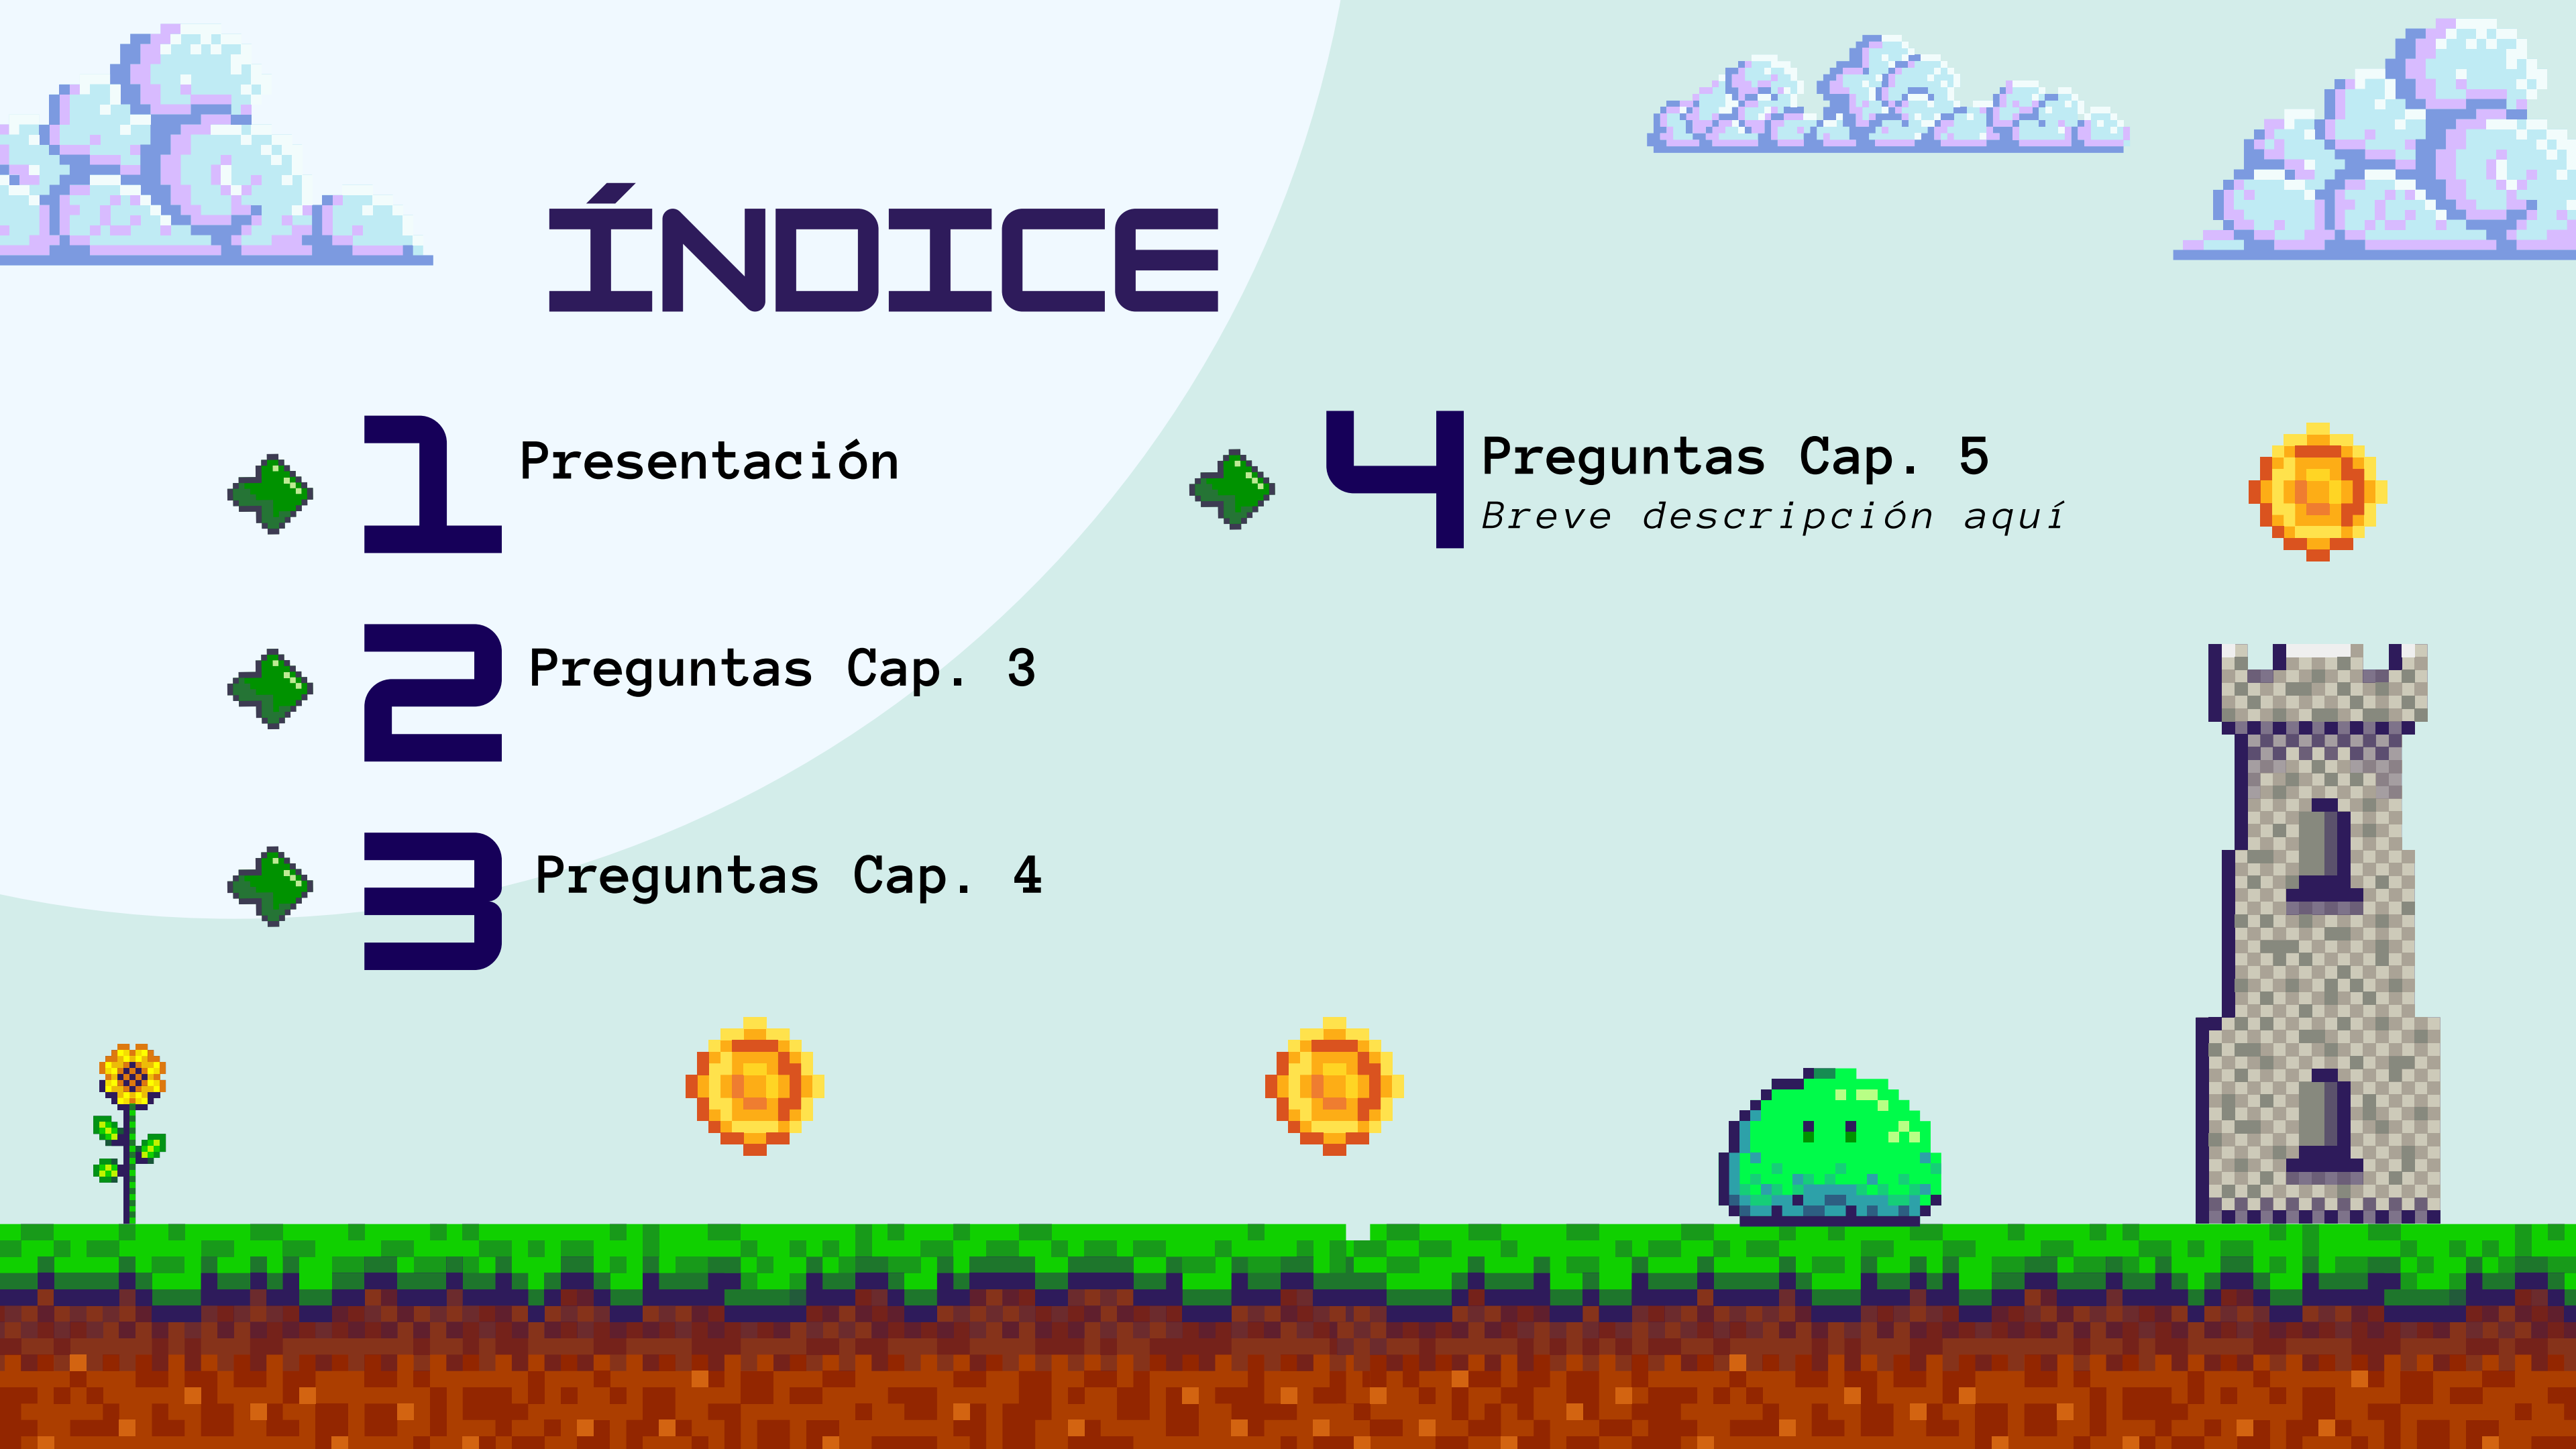 ÍNDICE
1
Presentación
2
Preguntas Cap. 3
3
Preguntas Cap. 4
4
Preguntas Cap. 5
Breve descripción aquí